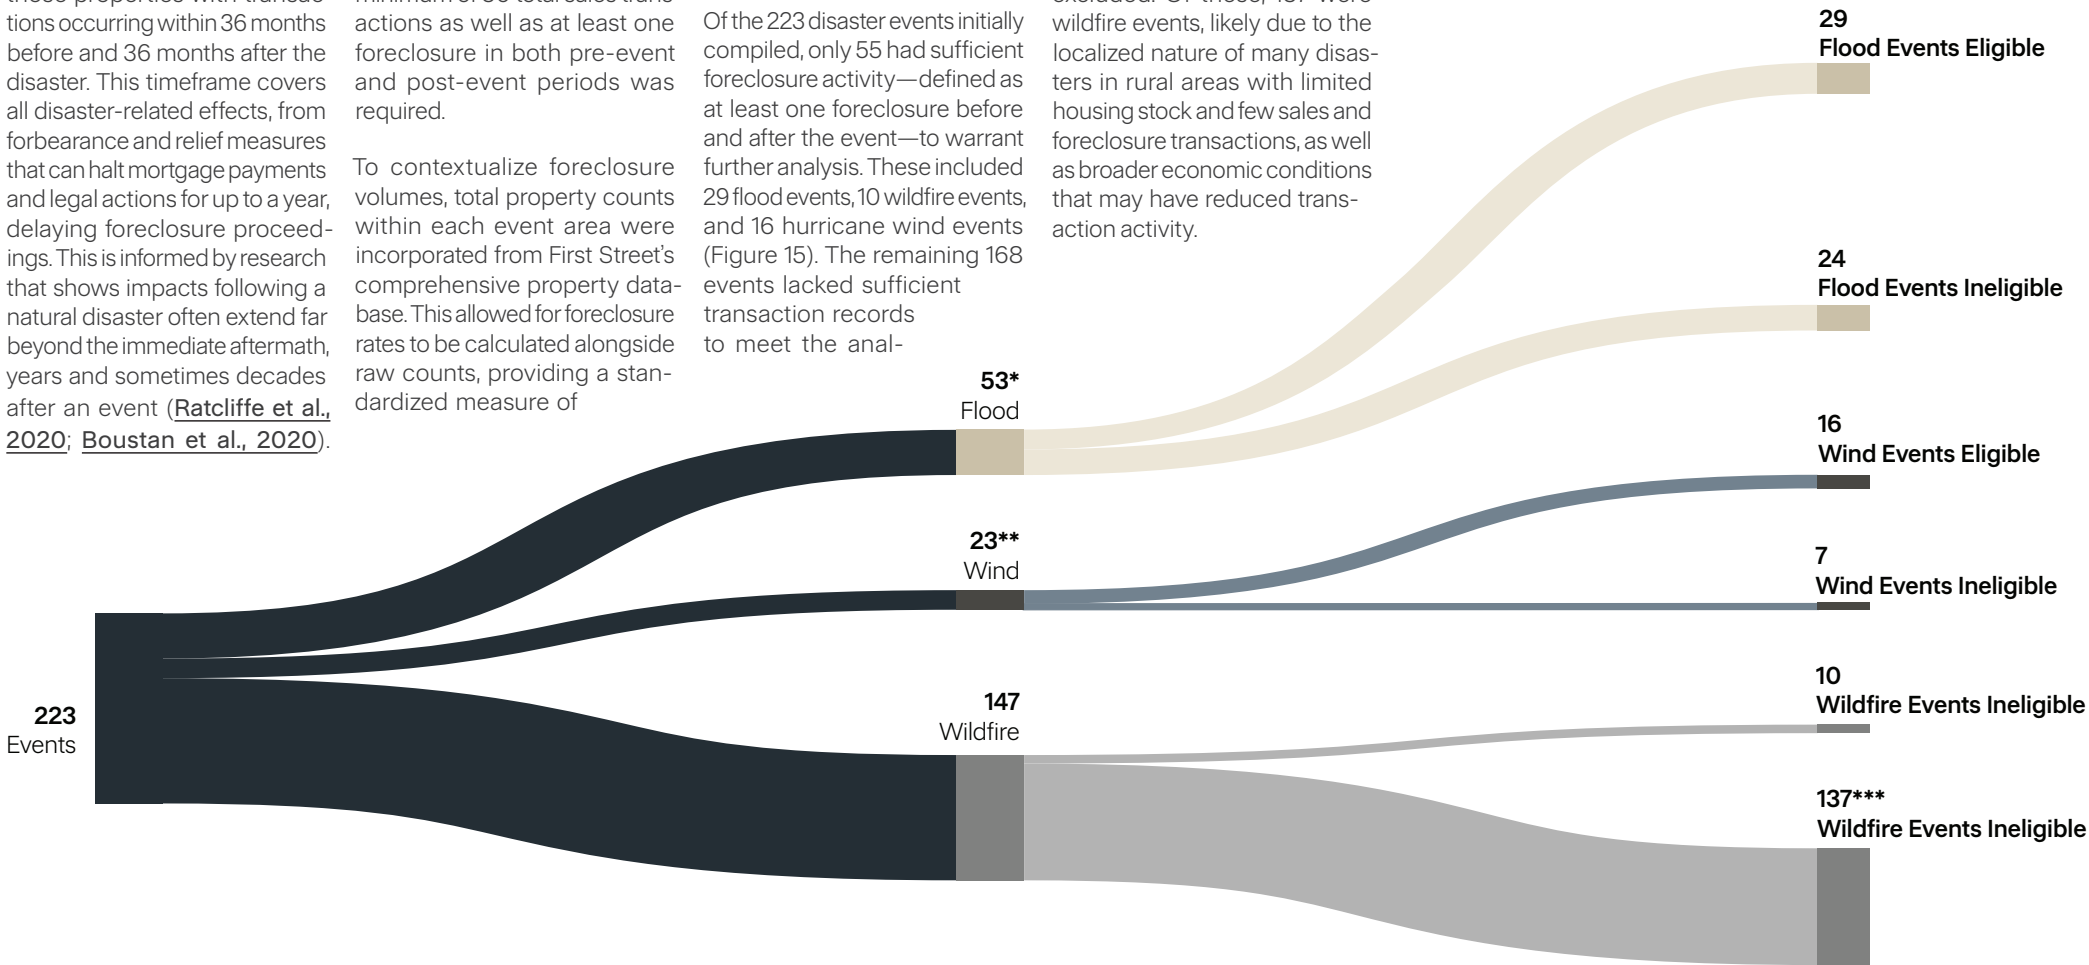 tions occurring within 36 months
before and 36 months after the
disaster. This timeframe covers
all disaster-related effects, from
forbearance and relief measures
that can halt mortgage payments
and legal actions for up to a year,
delaying foreclosure proceed-
ings. This is informed by research
that shows impacts following a
natural disaster often extend far
beyond the immediate aftermath,
years and sometimes decades
after an event (Ratcliffe et al.,
2020; Boustan et al., 2020).
actions as well as at least one
foreclosure in both pre-event
and post-event periods was
required.
To contextualize foreclosure
volumes, total property counts
within each event area were
incorporated from First Street’s
comprehensive property data-
base. This allowed for foreclosure
rates to be calculated alongside
raw counts, providing a stan-
dardized measure of
Of the 223 disaster events initially
compiled, only 55 had sufficient
foreclosure activity—defined as
at least one foreclosure before
and after the event—to warrant
further analysis. These included
29 flood events, 10 wildfire events,
and 16 hurricane wind events
(Figure 15). The remaining 168
events lacked sufficient
transaction records
to meet the anal-
wildfire events, likely due to the
localized nature of many disas-
ters in rural areas with limited
housing stock and few sales and
foreclosure transactions, as well
as broader economic conditions
that may have reduced trans-
action activity.
223
Events
53*
Flood
23**
Wind
147
Wildfire
29
Flood Events Eligible
24
Flood Events Ineligible
16
Wind Events Eligible
7
Wind Events Ineligible
10
Wildfire Events Ineligible
137***
Wildfire Events Ineligible